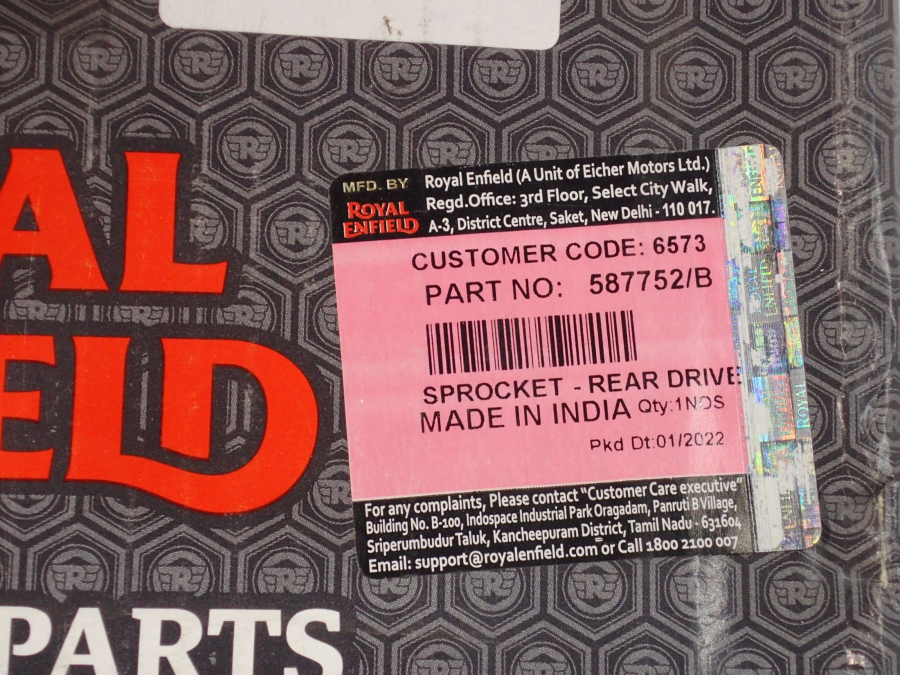 AL
ELD
PARTS
MFD. BY
ROYAL
ENFIELD
Royal Enfield (A Unit of Eicher Motors Ltd.)
Regd.Office: 3rd Floor, Select City Walk,
A-3, District Centre, Saket, New Delhi - 110 017.
CUSTOMER CODE: 6573
PART NO: 587752/B
SPROCKET - REAR DRIVE
MADE IN INDIA Qty:1NOS
Pkd Dt:01/2022
For any complaints, Please contact "Customer Care executive"
Building No. B-100, Indospace Industrial Park Oragadam, Panruti B Village,
Sriperumbudur Taluk, Kancheepuram District, Tamil Nadu - 631604
Email: support@royalenfield.com or Call 1800 2100 007
ROYAL